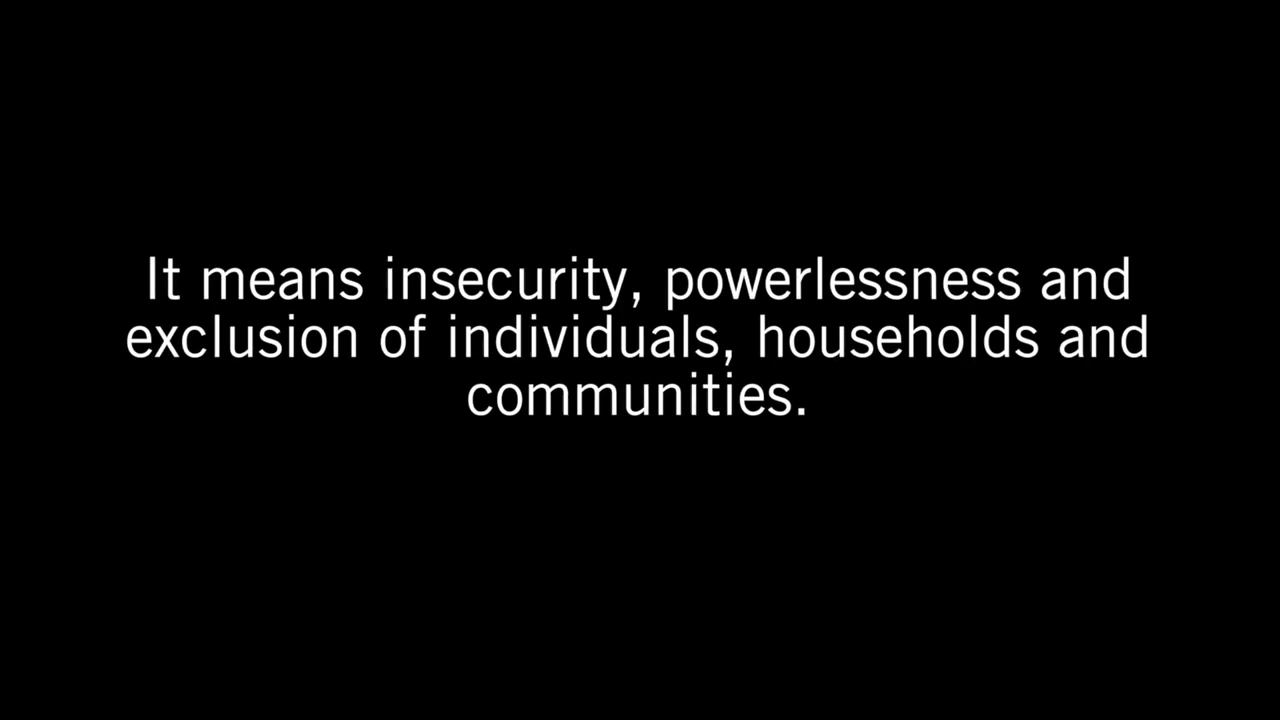 It means insecurity, powerlessness and
exclusion of individuals, households and
communities.